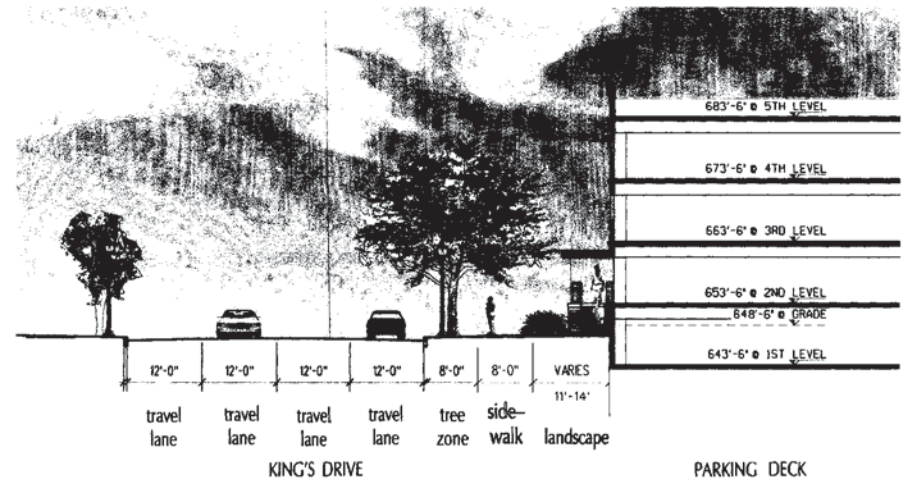 683'-6" @ 5TH LEVEL
673'-6" @ 4TH LEVEL
663'-6" @ 3RD LEVEL
653'-6" @ 2ND LEVEL
648'-6" @ GRADE
643'-6" @ 1ST LEVEL
12'-0" 12'-0" 12'-0" 12'-0" 8'-0" 8'-0" VARIES
11'-14'
travel lane
travel lane
travel lane
travel lane
tree zone
side-walk
landscape
KING'S DRIVE
PARKING DECK